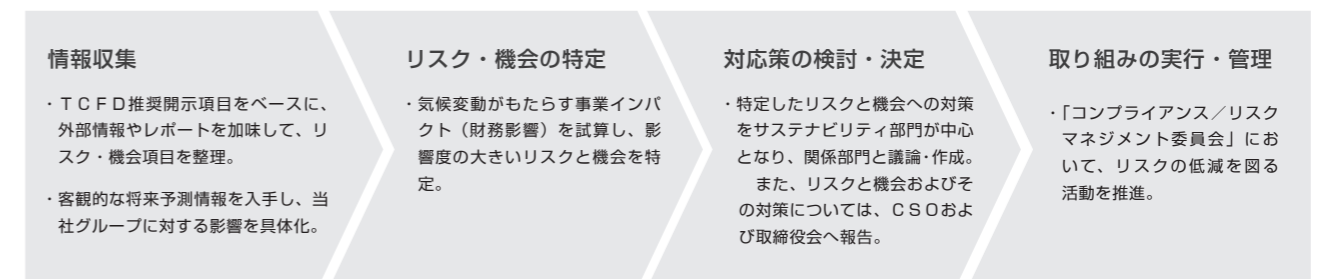 情報収集
・ＴＣＦＤ推奨開示項目をベースに、
外部情報やレポートを加味して、リ
スク・機会項目を整理。
・客観的な将来予測情報を入手し、当
社グループに対する影響を具体化。
リスク・機会の特定
・気候変動がもたらす事業インパ
クト（財務影響）を試算し、影
響度の大きいリスクと機会を特
定。
対応策の検討・決定
・特定したリスクと機会への対策
をサステナビリティ部門が中心
となり、関係部門と議論・作成。
また、リスクと機会およびそ
の対策については、ＣＳＯおよ
び取締役会へ報告。
取り組みの実行・管理
・「コンプライアンス／リスク
マネジメント委員会」にお
いて、リスクの低減を図る
活動を推進。